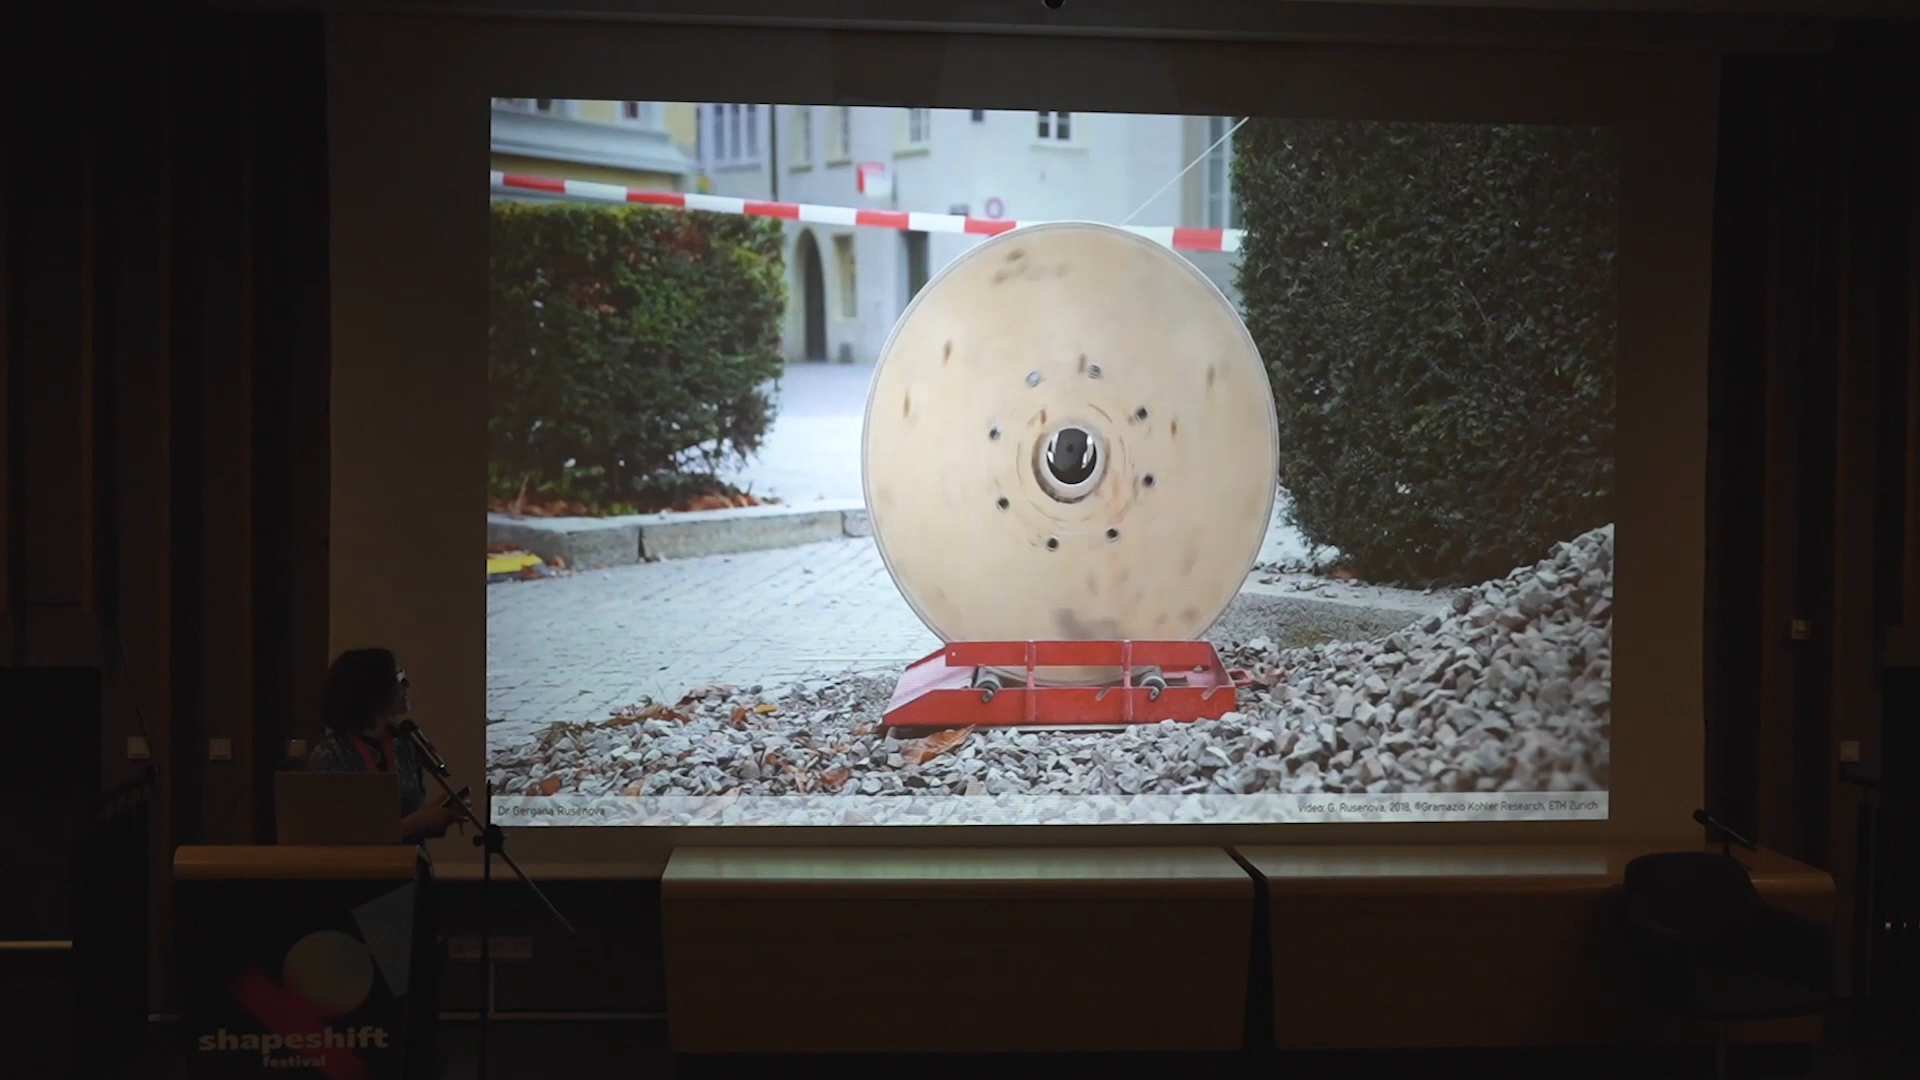 Dr Gergana Rusenova
video: G. Rusenova, 2018, ©Gramazio Kohler Research, ETH Zurich
shapeshift
festival